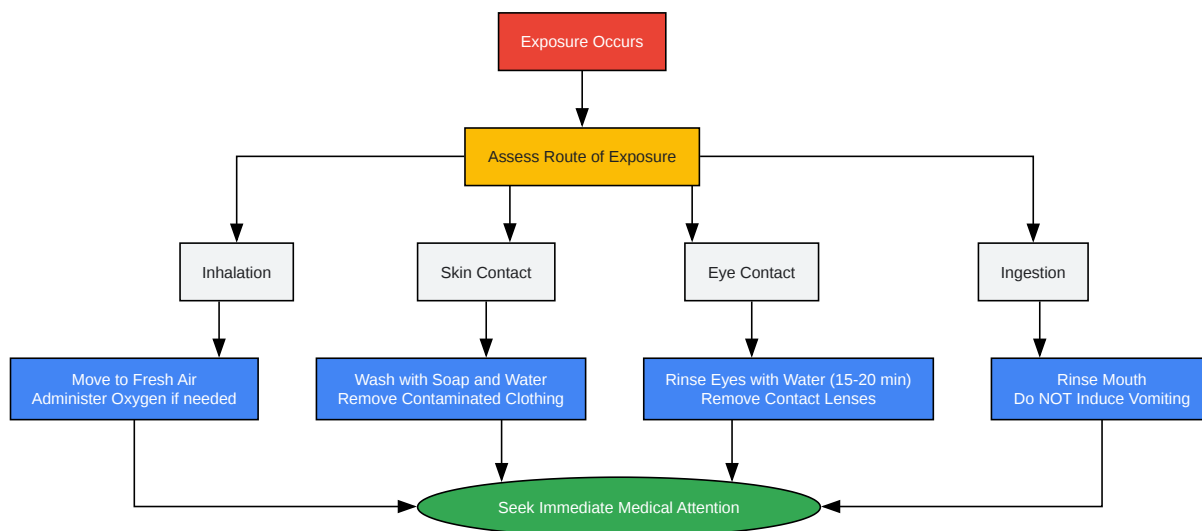 Exposure Occurs
Assess Route of Exposure
Inhalation
Skin Contact
Eye Contact
Ingestion
Move to Fresh Air
Administer Oxygen if needed
Wash with Soap and Water
Remove Contaminated Clothing
Rinse Eyes with Water (15-20 min)
Remove Contact Lenses
Rinse Mouth
Do NOT Induce Vomiting
Seek Immediate Medical Attention